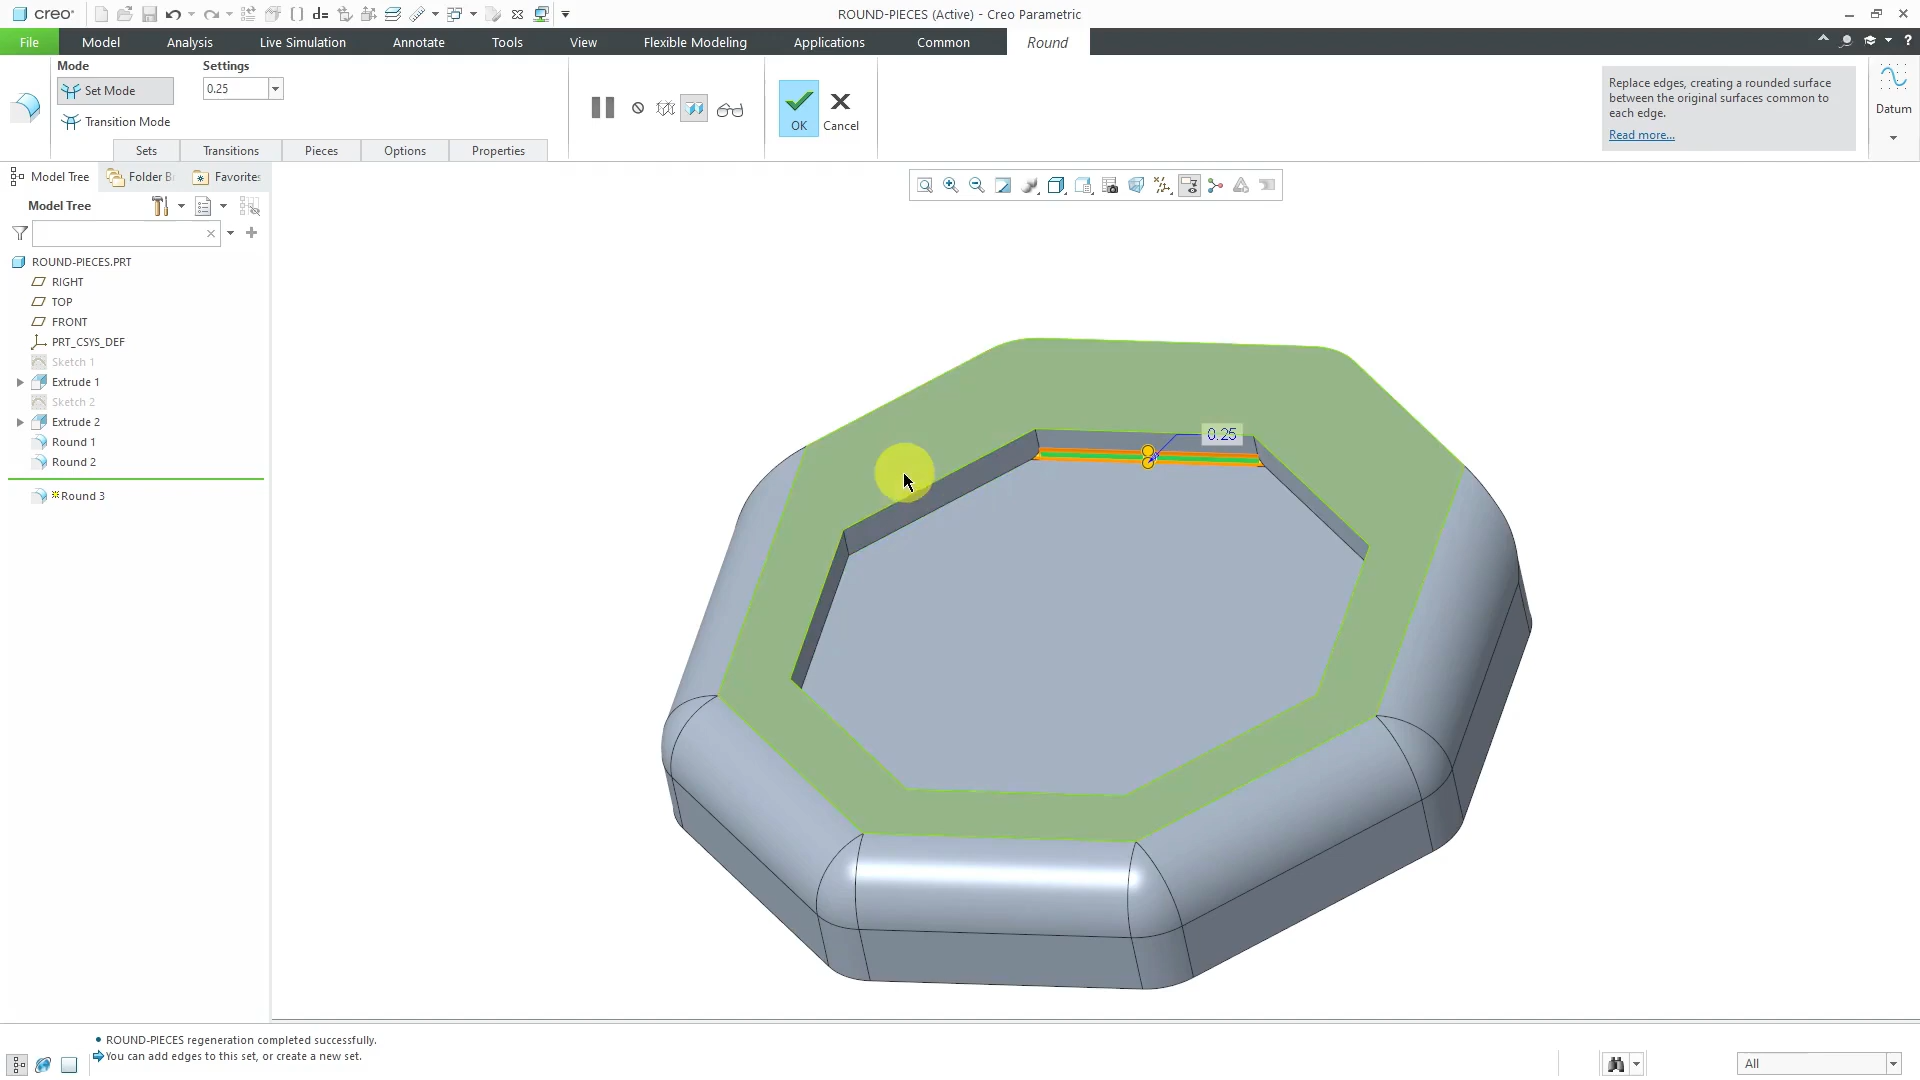 creo
ROUND-PIECES (Active) - Creo Parametric
File
Model
Analysis
Live Simulation
Annotate
Tools
View
Flexible Modeling
Applications
Common
Round
?
Mode
Set Mode
Transition Mode
Settings
0.25
OK
Cancel
Replace edges, creating a rounded surface
between the original surfaces common to
each edge.
Read more...
Datum
Sets
Transitions
Pieces
Options
Properties
Model Tree
Folder Br
Favorites
Model Tree
ROUND-PIECES.PRT
RIGHT
TOP
FRONT
PRT_CSYS_DEF
Sketch 1
Extrude 1
Sketch 2
Extrude 2
Round 1
Round 2
Round 3
0.25
ROUND-PIECES regeneration completed successfully.
You can add edges to this set, or create a new set.
All